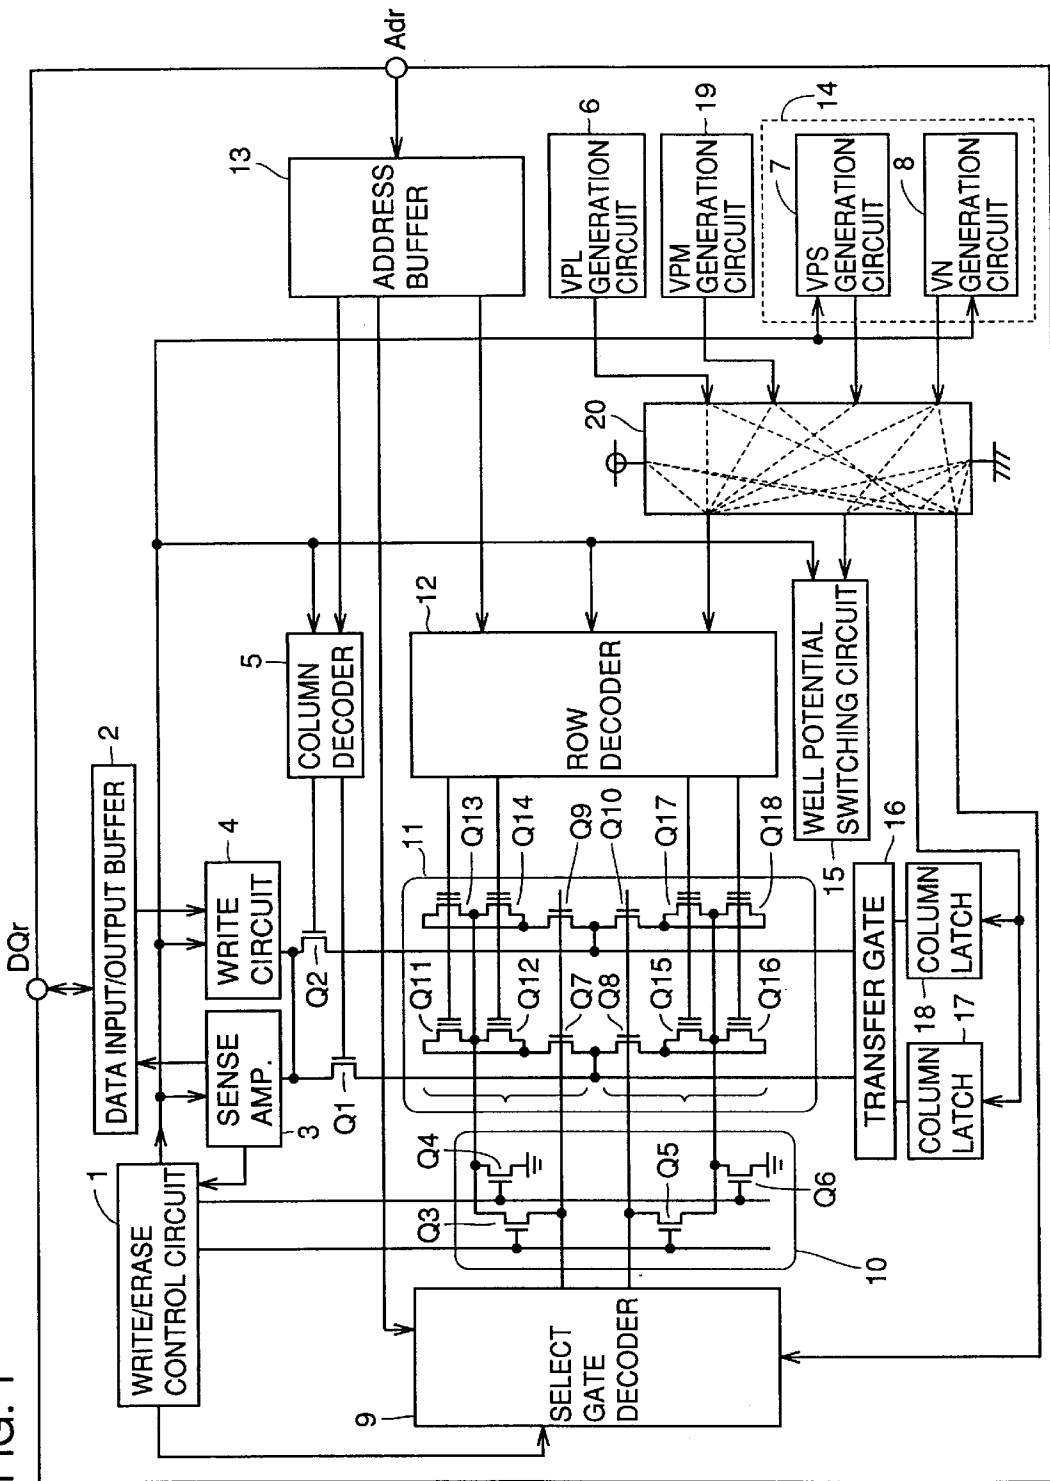 FIG. 1
DQr
Adr
DATA INPUT/OUTPUT BUFFER
2
1
WRITE/ERASE
CONTROL CIRCUIT
SENSE
AMP.
3
WRITE
CIRCUIT
4
Q1
Q2
5
COLUMN
DECODER
13
ADDRESS
BUFFER
VPL
GENERATION
CIRCUIT
6
VPM
GENERATION
CIRCUIT
19
14
7
VPS
GENERATION
CIRCUIT
8
VN
GENERATION
CIRCUIT
20
12
ROW
DECODER
WELL POTENTIAL
SWITCHING CIRCUIT
15
11
Q11
Q12
Q7
Q8
Q15
Q16
Q13
Q14
Q9
Q10
Q17
Q18
Q3
Q4
Q5
Q6
10
9
SELECT
GATE
DECODER
TRANSFER GATE
16
COLUMN
LATCH
17
COLUMN
LATCH
18